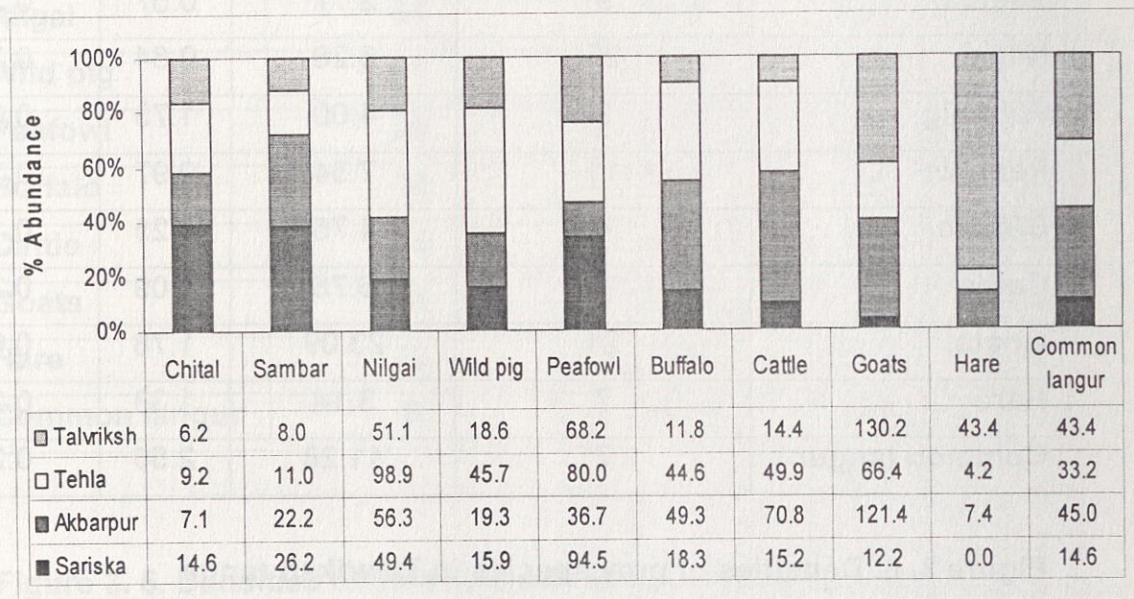 % Abundance
100%
80%
60%
40%
20%
0%
Chital Sambar Nilgai Wild pig Peafowl Buffalo Cattle Goats Hare Common langur
Talvriksh 6.2 8.0 51.1 18.6 68.2 11.8 14.4 130.2 43.4 43.4
Tehla 9.2 11.0 98.9 45.7 80.0 44.6 49.9 66.4 4.2 33.2
Akbarpur 7.1 22.2 56.3 19.3 36.7 49.3 70.8 121.4 7.4 45.0
Sariska 14.6 26.2 49.4 15.9 94.5 18.3 15.2 12.2 0.0 14.6